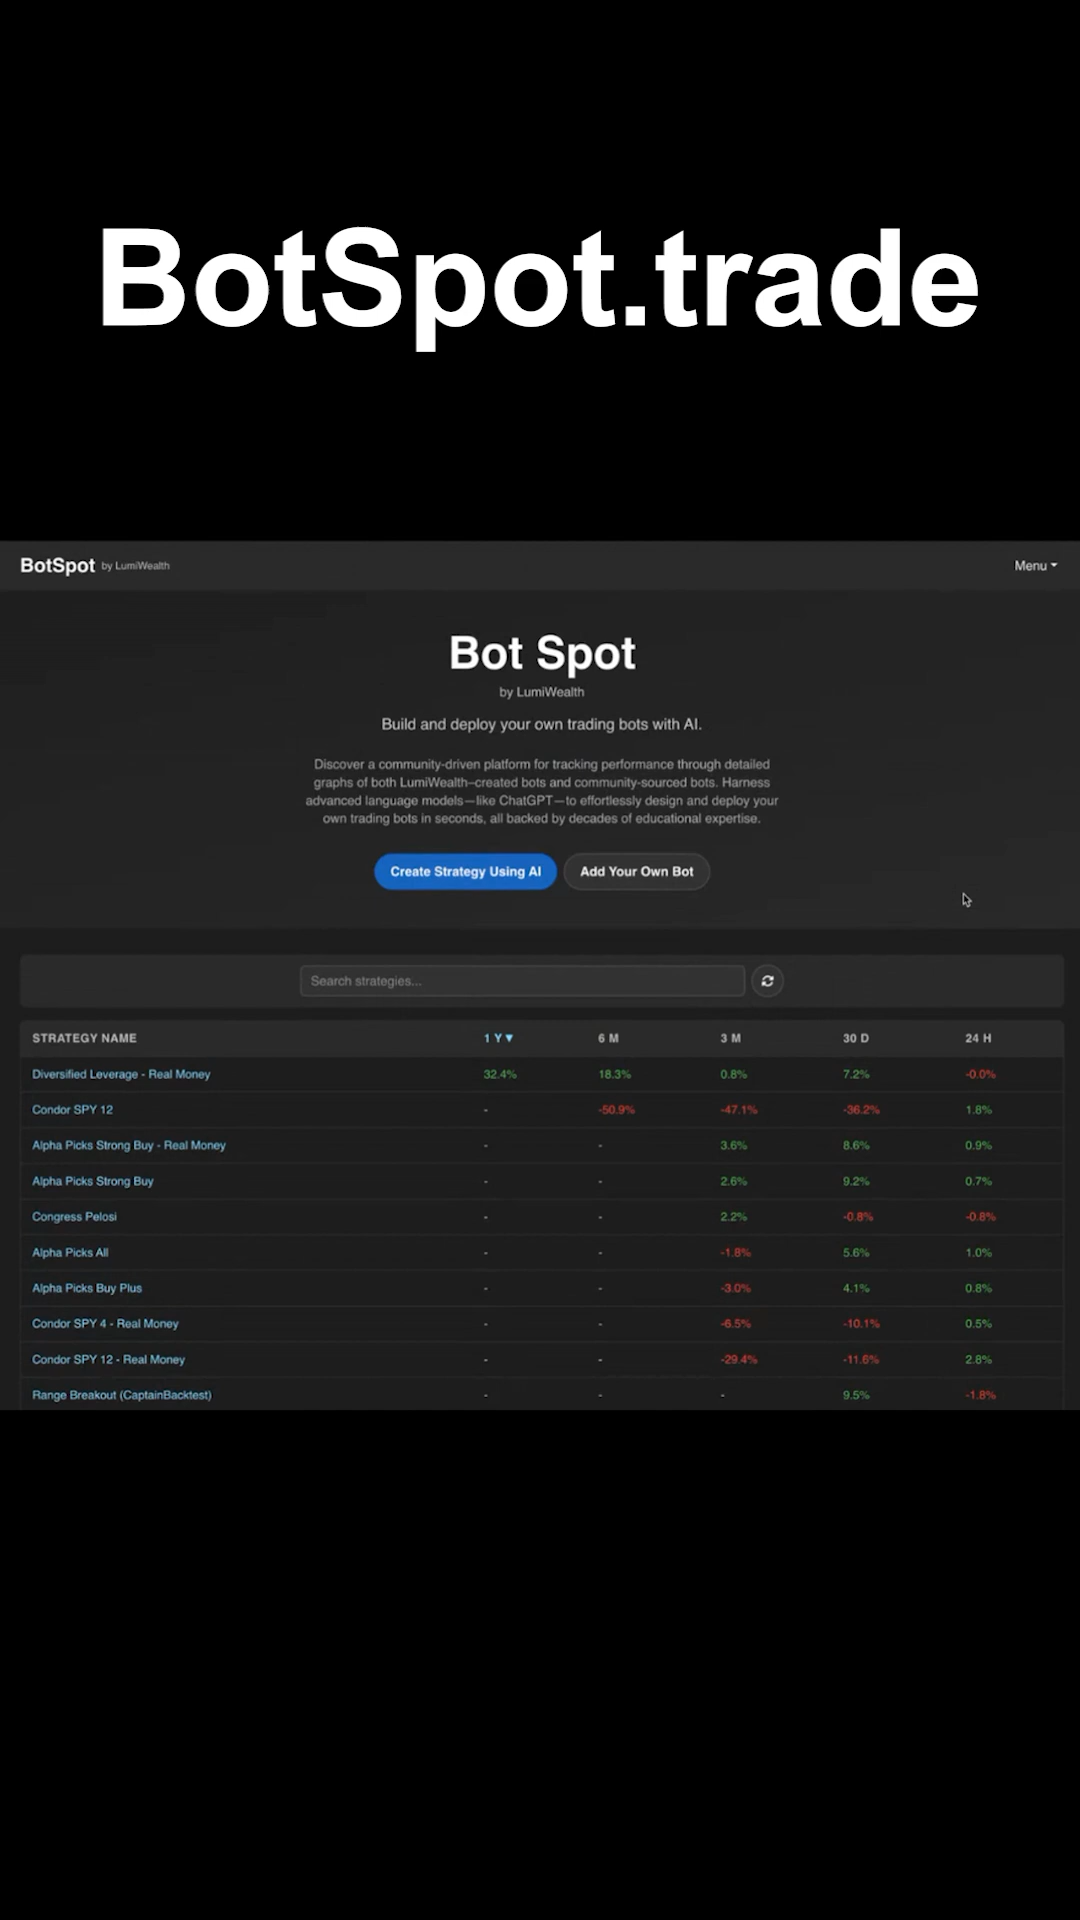 BotSpot.trade
BotSpot by LumiWealth
Menu
Bot Spot
by LumiWealth
Build and deploy your own trading bots with AI.
Discover a community-driven platform for tracking performance through detailed
graphs of both LumiWealth–created bots and community-sourced bots. Harness
advanced language models—like ChatGPT—to effortlessly design and deploy your
own trading bots in seconds, all backed by decades of educational expertise.
Create Strategy Using AI Add Your Own Bot
Search strategies...
STRATEGY NAME 1 Y▼ 6 M 3 M 30 D 24 H
Diversified Leverage - Real Money 32.4% 18.3% 0.8% 7.2% -0.0%
Condor SPY 12 - -50.9% -47.1% -36.2% 1.8%
Alpha Picks Strong Buy - Real Money - - 3.6% 8.6% 0.9%
Alpha Picks Strong Buy - - 2.6% 9.2% 0.7%
Congress Pelosi - - 2.2% -0.8% -0.8%
Alpha Picks All - - -1.8% 5.6% 1.0%
Alpha Picks Buy Plus - - -3.0% 4.1% 0.8%
Condor SPY 4 - Real Money - - -6.5% -10.1% 0.5%
Condor SPY 12 - Real Money - - -29.4% -11.6% 2.8%
Range Breakout (CaptainBacktest) - - - 9.5% -1.8%